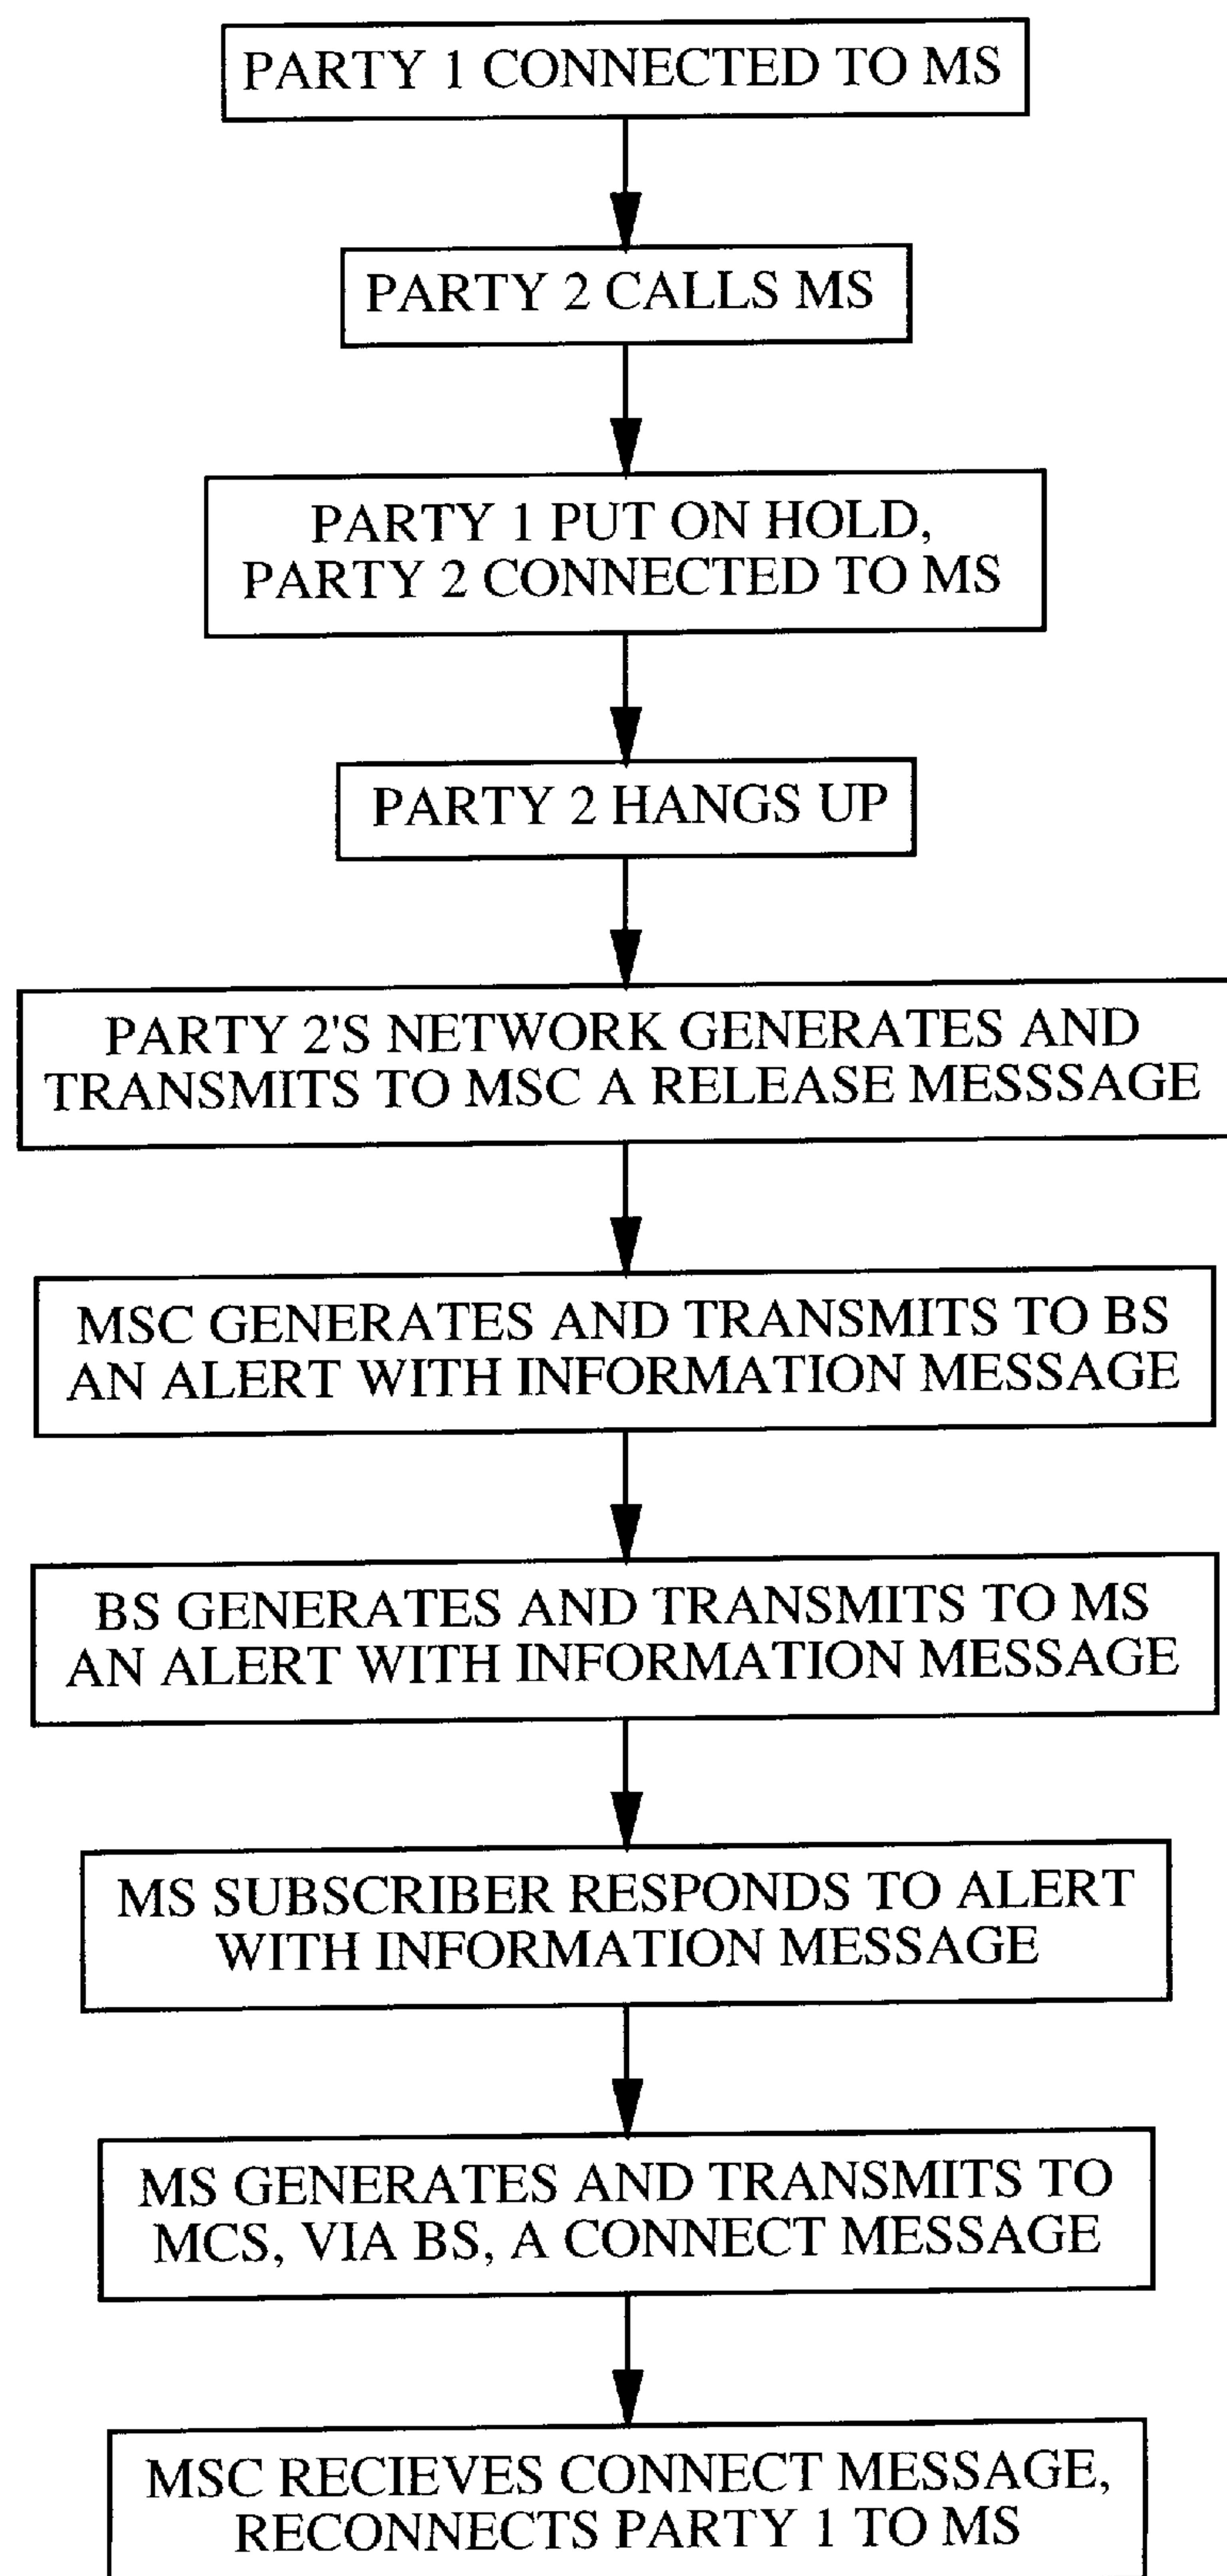 PARTY 1 CONNECTED TO MS
PARTY 2 CALLS MS
PARTY 1 PUT ON HOLD,
PARTY 2 CONNECTED TO MS
PARTY 2 HANGS UP
PARTY 2'S NETWORK GENERATES AND
TRANSMITS TO MSC A RELEASE MESSSAGE
MSC GENERATES AND TRANSMITS TO BS
AN ALERT WITH INFORMATION MESSAGE
BS GENERATES AND TRANSMITS TO MS
AN ALERT WITH INFORMATION MESSAGE
MS SUBSCRIBER RESPONDS TO ALERT
WITH INFORMATION MESSAGE
MS GENERATES AND TRANSMITS TO
MCS, VIA BS, A CONNECT MESSAGE
MSC RECIEVES CONNECT MESSAGE,
RECONNECTS PARTY 1 TO MS